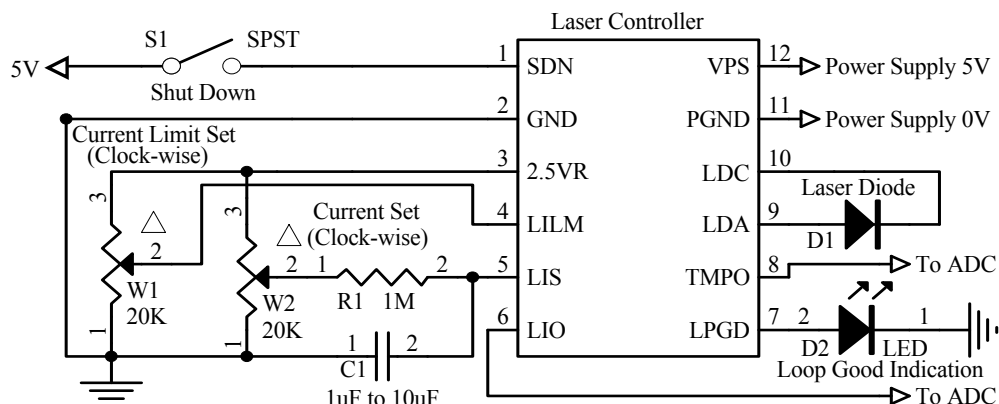 Laser Controller
S1 SPST
5V
Shut Down
1 SDN
VPS 12 Power Supply 5V
2 GND
PGND 11 Power Supply 0V
Current Limit Set
(Clock-wise)
3 2.5VR
LDC 10
Laser Diode
4 LILM
LDA 9
D1
Current Set
(Clock-wise)
3
3
2
W1
20K
1
2
W2
20K
1
1 2
R1 1M
5 LIS
TMPO 8 To ADC
6 LIO
LPGD 7 2 1
D2 LED
Loop Good Indication
1 2
C1
1uF to 10uF
To ADC